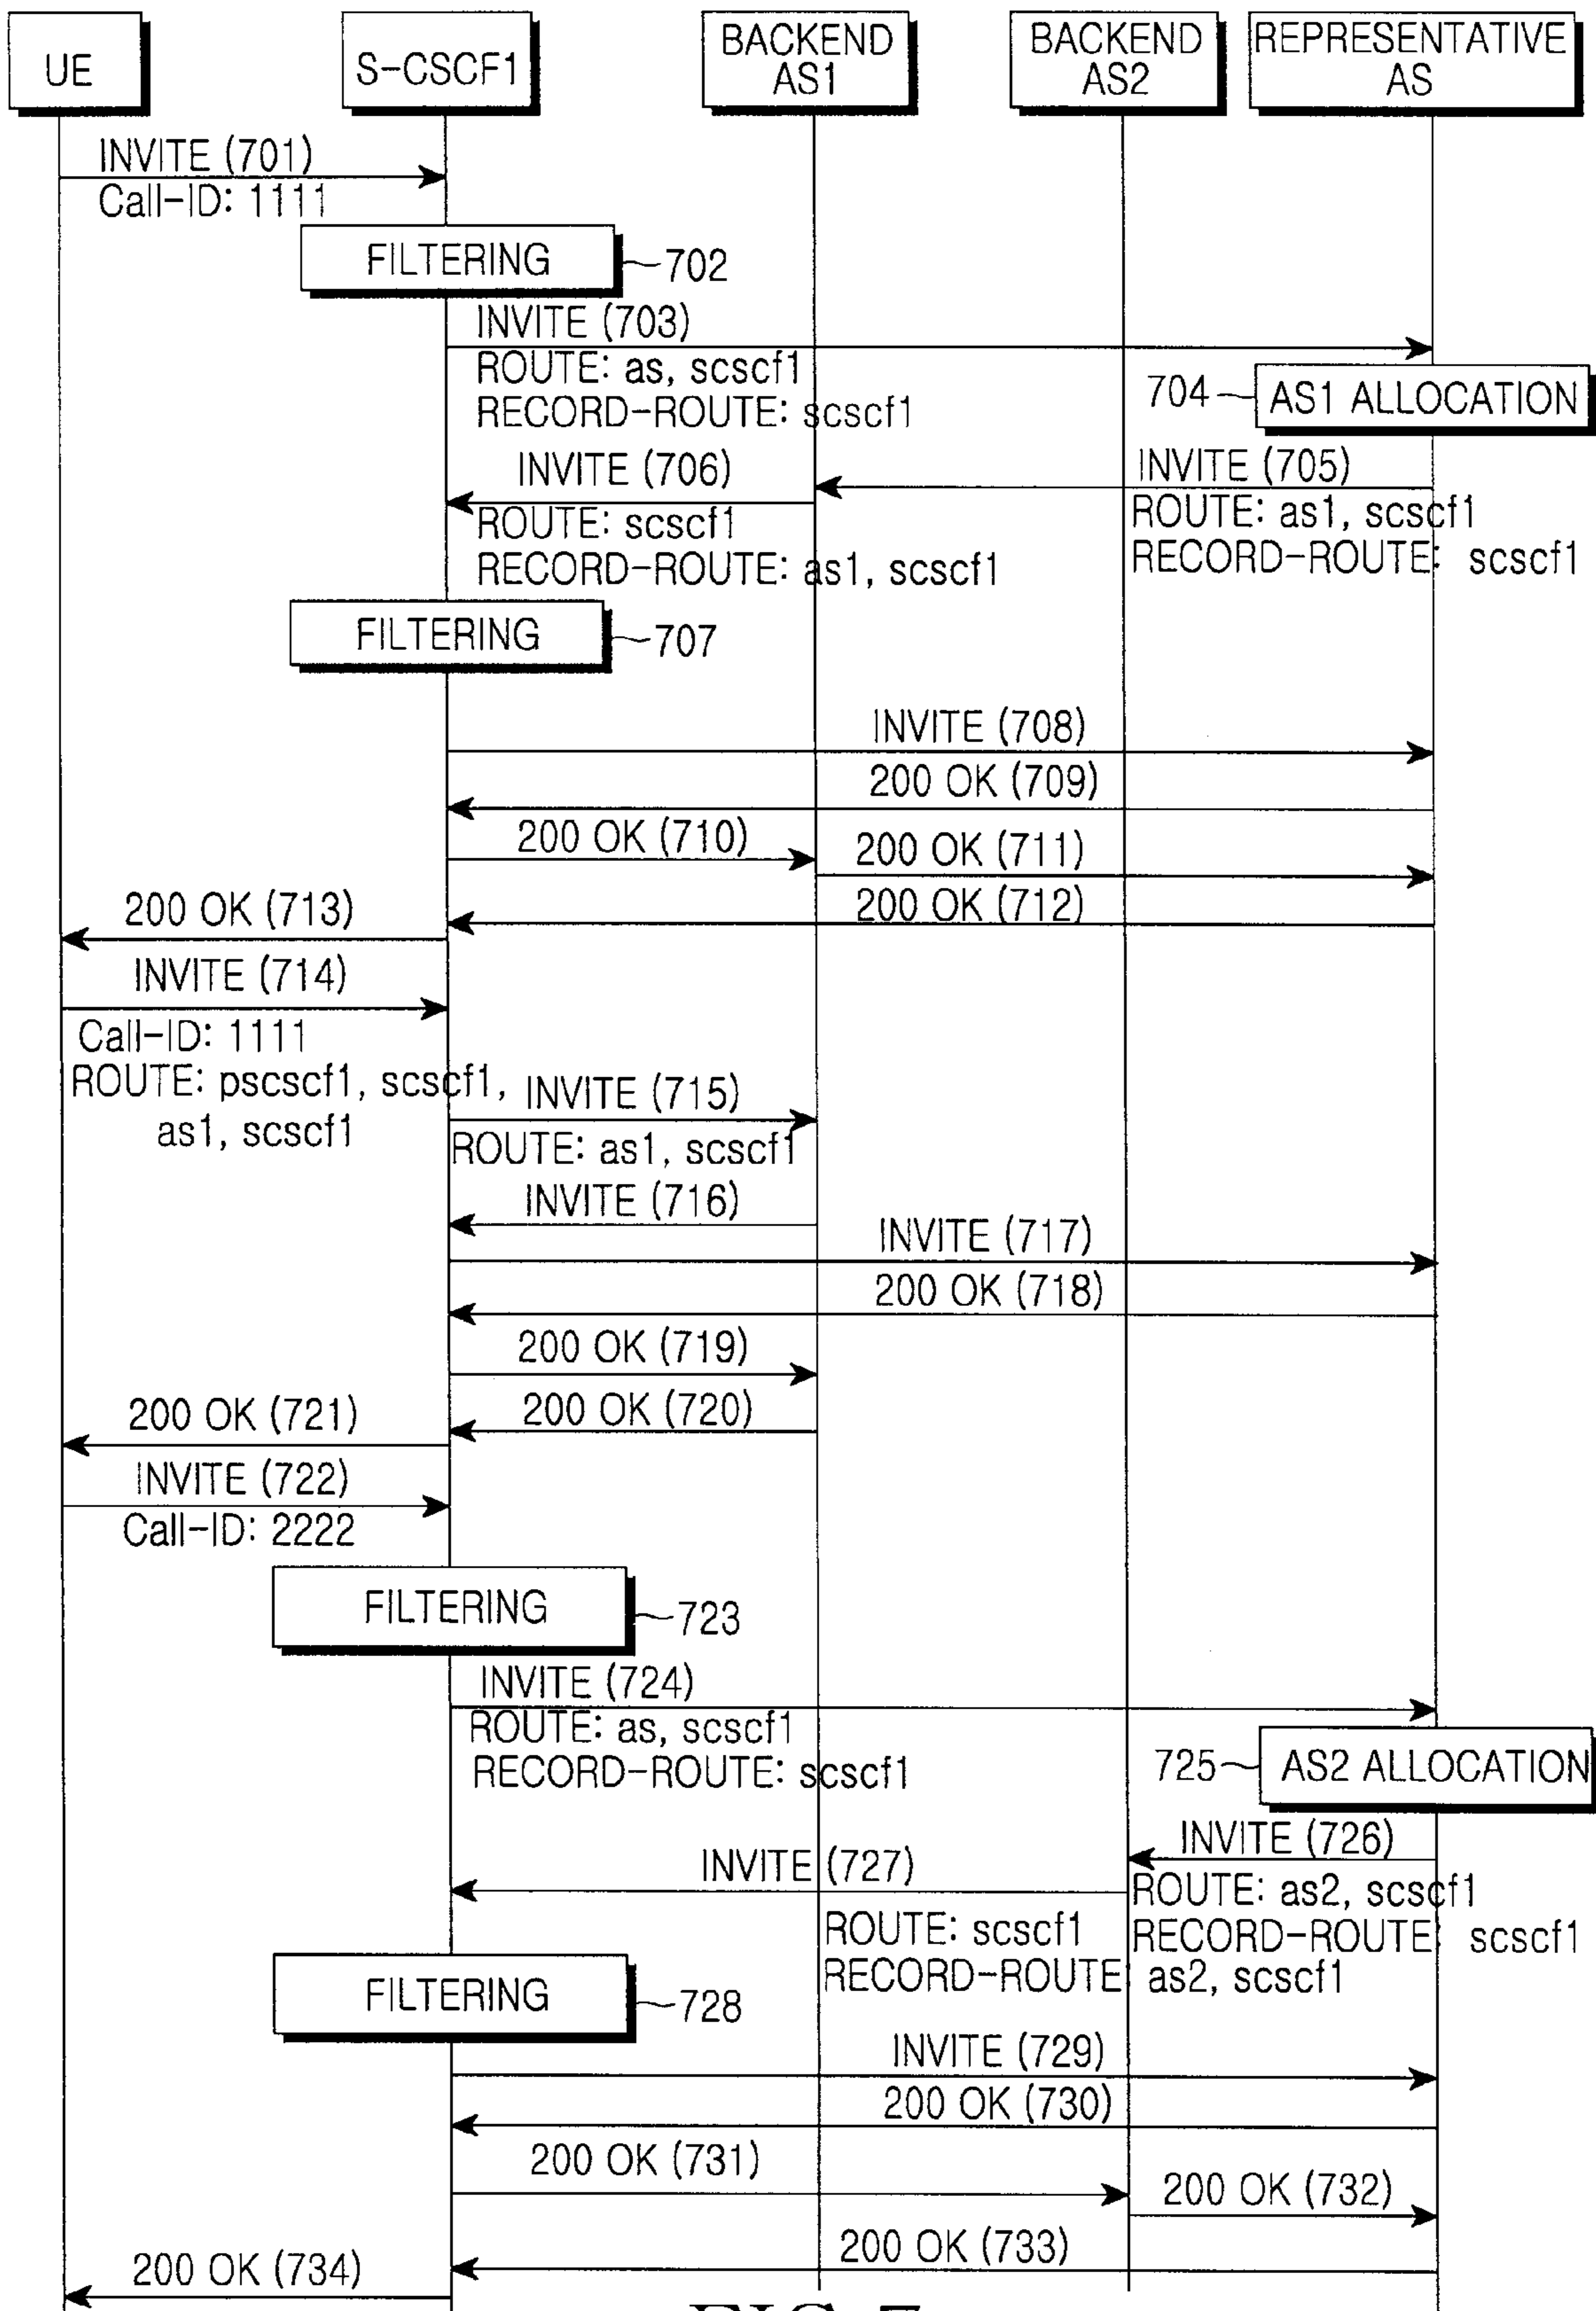 UE
S-CSCF1
BACKEND
AS1
BACKEND
AS2
REPRESENTATIVE
AS
INVITE (701)
Call-ID: 1111
FILTERING
702
INVITE (703)
ROUTE: as, scscf1
RECORD-ROUTE: scscf1
704
AS1 ALLOCATION
INVITE (705)
ROUTE: as1, scscf1
RECORD-ROUTE: scscf1
INVITE (706)
ROUTE: scscf1
RECORD-ROUTE: as1, scscf1
FILTERING
707
INVITE (708)
200 OK (709)
200 OK (710)
200 OK (711)
200 OK (712)
200 OK (713)
INVITE (714)
Call-ID: 1111
ROUTE: pscscf1, scscf1,
as1, scscf1
INVITE (715)
ROUTE: as1, scscf1
INVITE (716)
INVITE (717)
200 OK (718)
200 OK (719)
200 OK (720)
200 OK (721)
INVITE (722)
Call-ID: 2222
FILTERING
723
INVITE (724)
ROUTE: as, scscf1
RECORD-ROUTE: scscf1
725
AS2 ALLOCATION
INVITE (726)
ROUTE: as2, scscf1
RECORD-ROUTE: scscf1
INVITE (727)
ROUTE: scscf1
RECORD-ROUTE: as2, scscf1
FILTERING
728
INVITE (729)
200 OK (730)
200 OK (731)
200 OK (732)
200 OK (733)
200 OK (734)